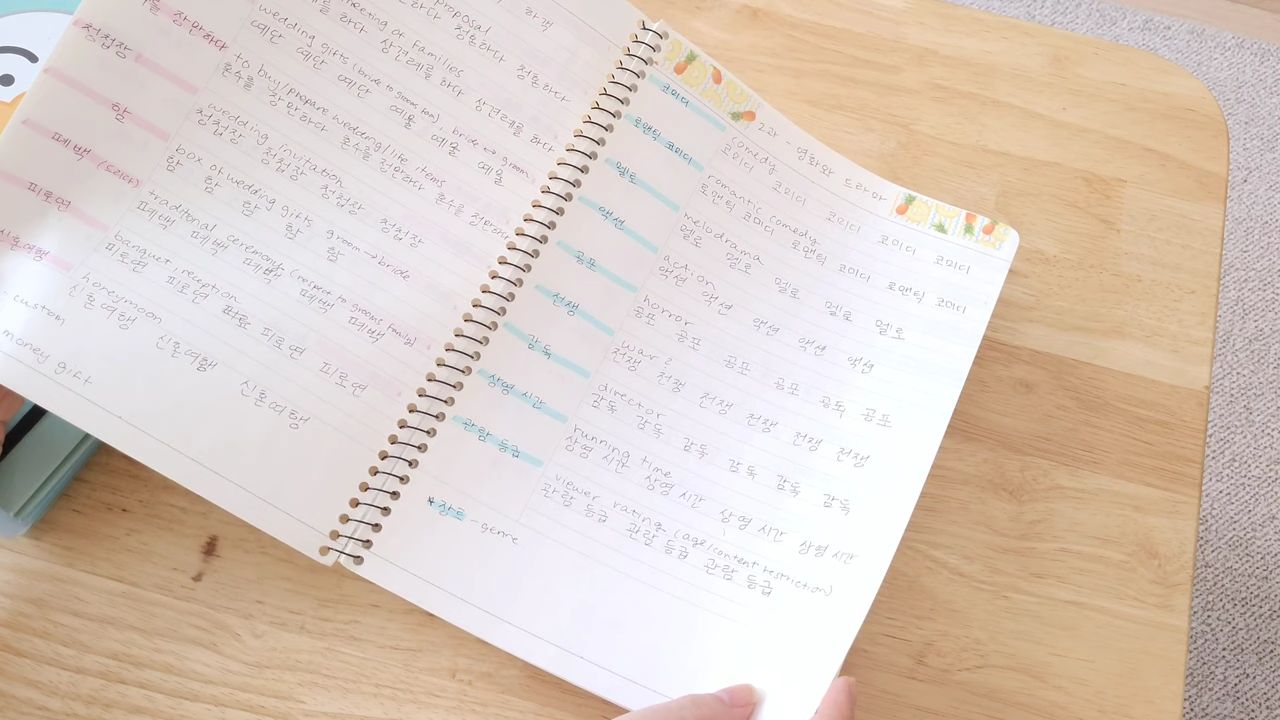 하객
proposal
청혼하다 청혼하다
meeting of families
상견례를 하다 상견례를 하다
wedding gifts (bride to grooms fam), bride → groom
예단 예단 예단 예물 예물
장만하다
to buy/prepare wedding/life items
혼수를 장만하다 혼수를 장만하다
청첩장
wedding invitation
청첩장 청첩장 청첩장 청첩장
함
box of wedding gifts groom → bride
함 함 함 함 함
폐백 (드리다)
traditional ceremony (respect to grooms family)
폐백 폐백 폐백 폐백 폐백
피로연
banquet reception
피로연 피로연 피로연 피로연
신혼여행
honeymoon
신혼여행 신혼여행 신혼여행
- custom
money gift
2과 - 영화와 드라마
코미디
comedy
코미디 코미디 코미디 코미디 코미디
로맨틱 코미디
romantic comedy
로맨틱 코미디 로맨틱 코미디 로맨틱 코미디
멜로
melodrama
멜로 멜로 멜로 멜로 멜로
액션
action
액션 액션 액션 액션 액션
공포
horror
공포 공포 공포 공포 공포 공포
전쟁
war?
전쟁 전쟁 전쟁 전쟁 전쟁 전쟁
감독
director
감독 감독 감독 감독 감독 감독
상영 시간
running time
상영 시간 상영 시간 상영 시간 상영 시간
관람 등급
viewer rating (age/content restriction)
관람 등급 관람 등급 관람 등급
*장르 - genre